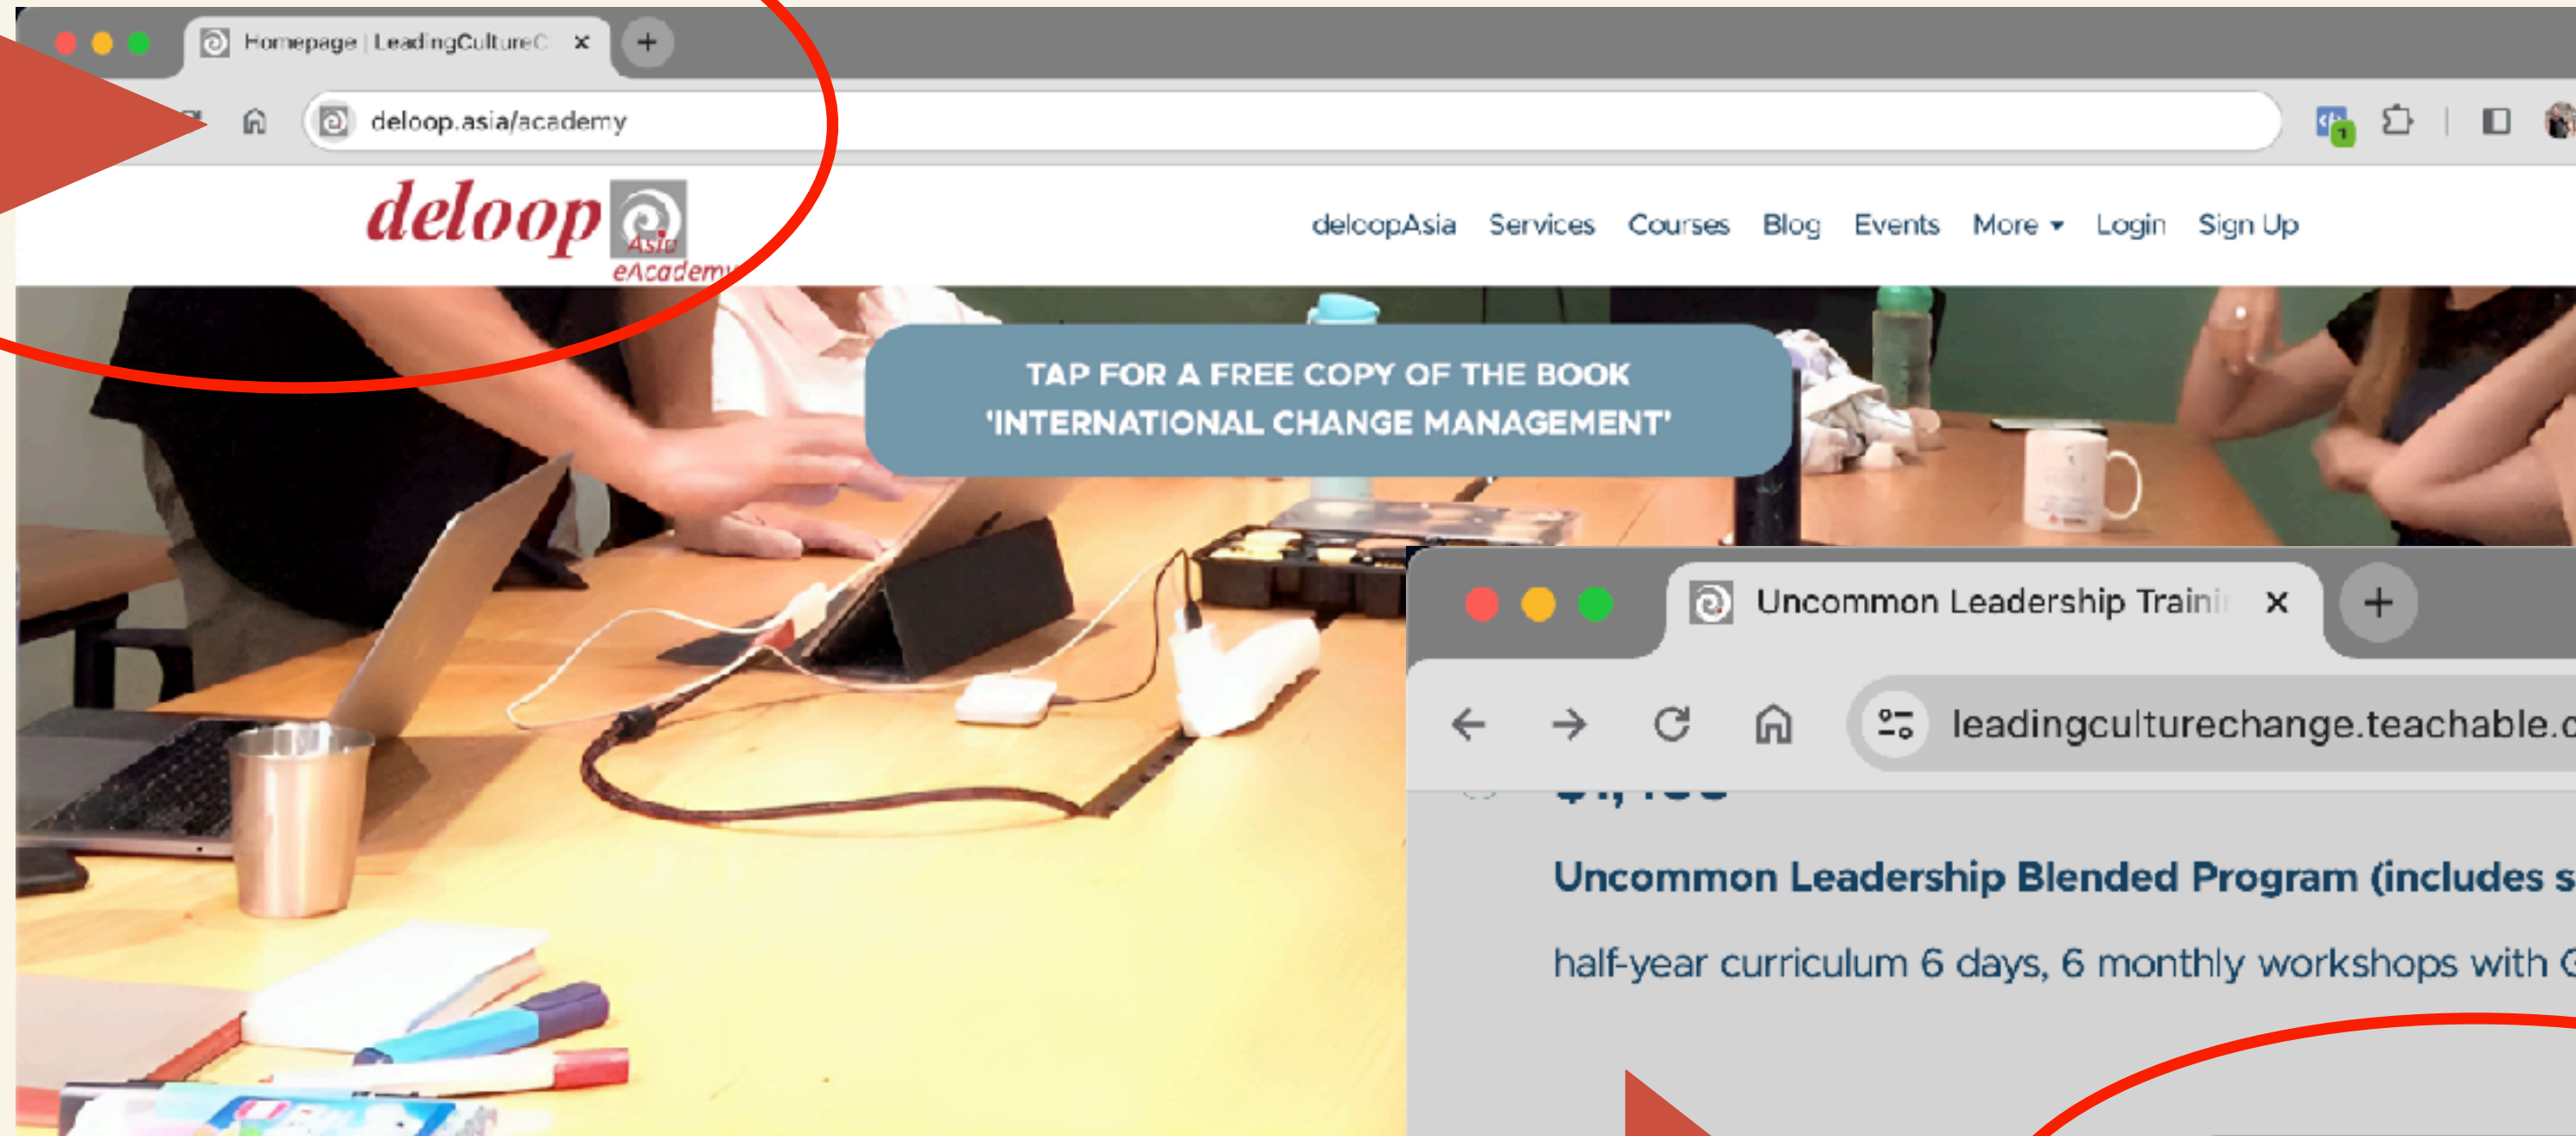 Homepage | LeadingCultureC
deloop.asia/academy
deloop
Asia
eAcademy
deloopAsia Services Courses Blog Events More Login Sign Up
TAP FOR A FREE COPY OF THE BOOK
'INTERNATIONAL CHANGE MANAGEMENT'
Uncommon Leadership Traini
leadingculturechange.teachable.c
Uncommon Leadership Blended Program (includes s
half-year curriculum 6 days, 6 monthly workshops with G